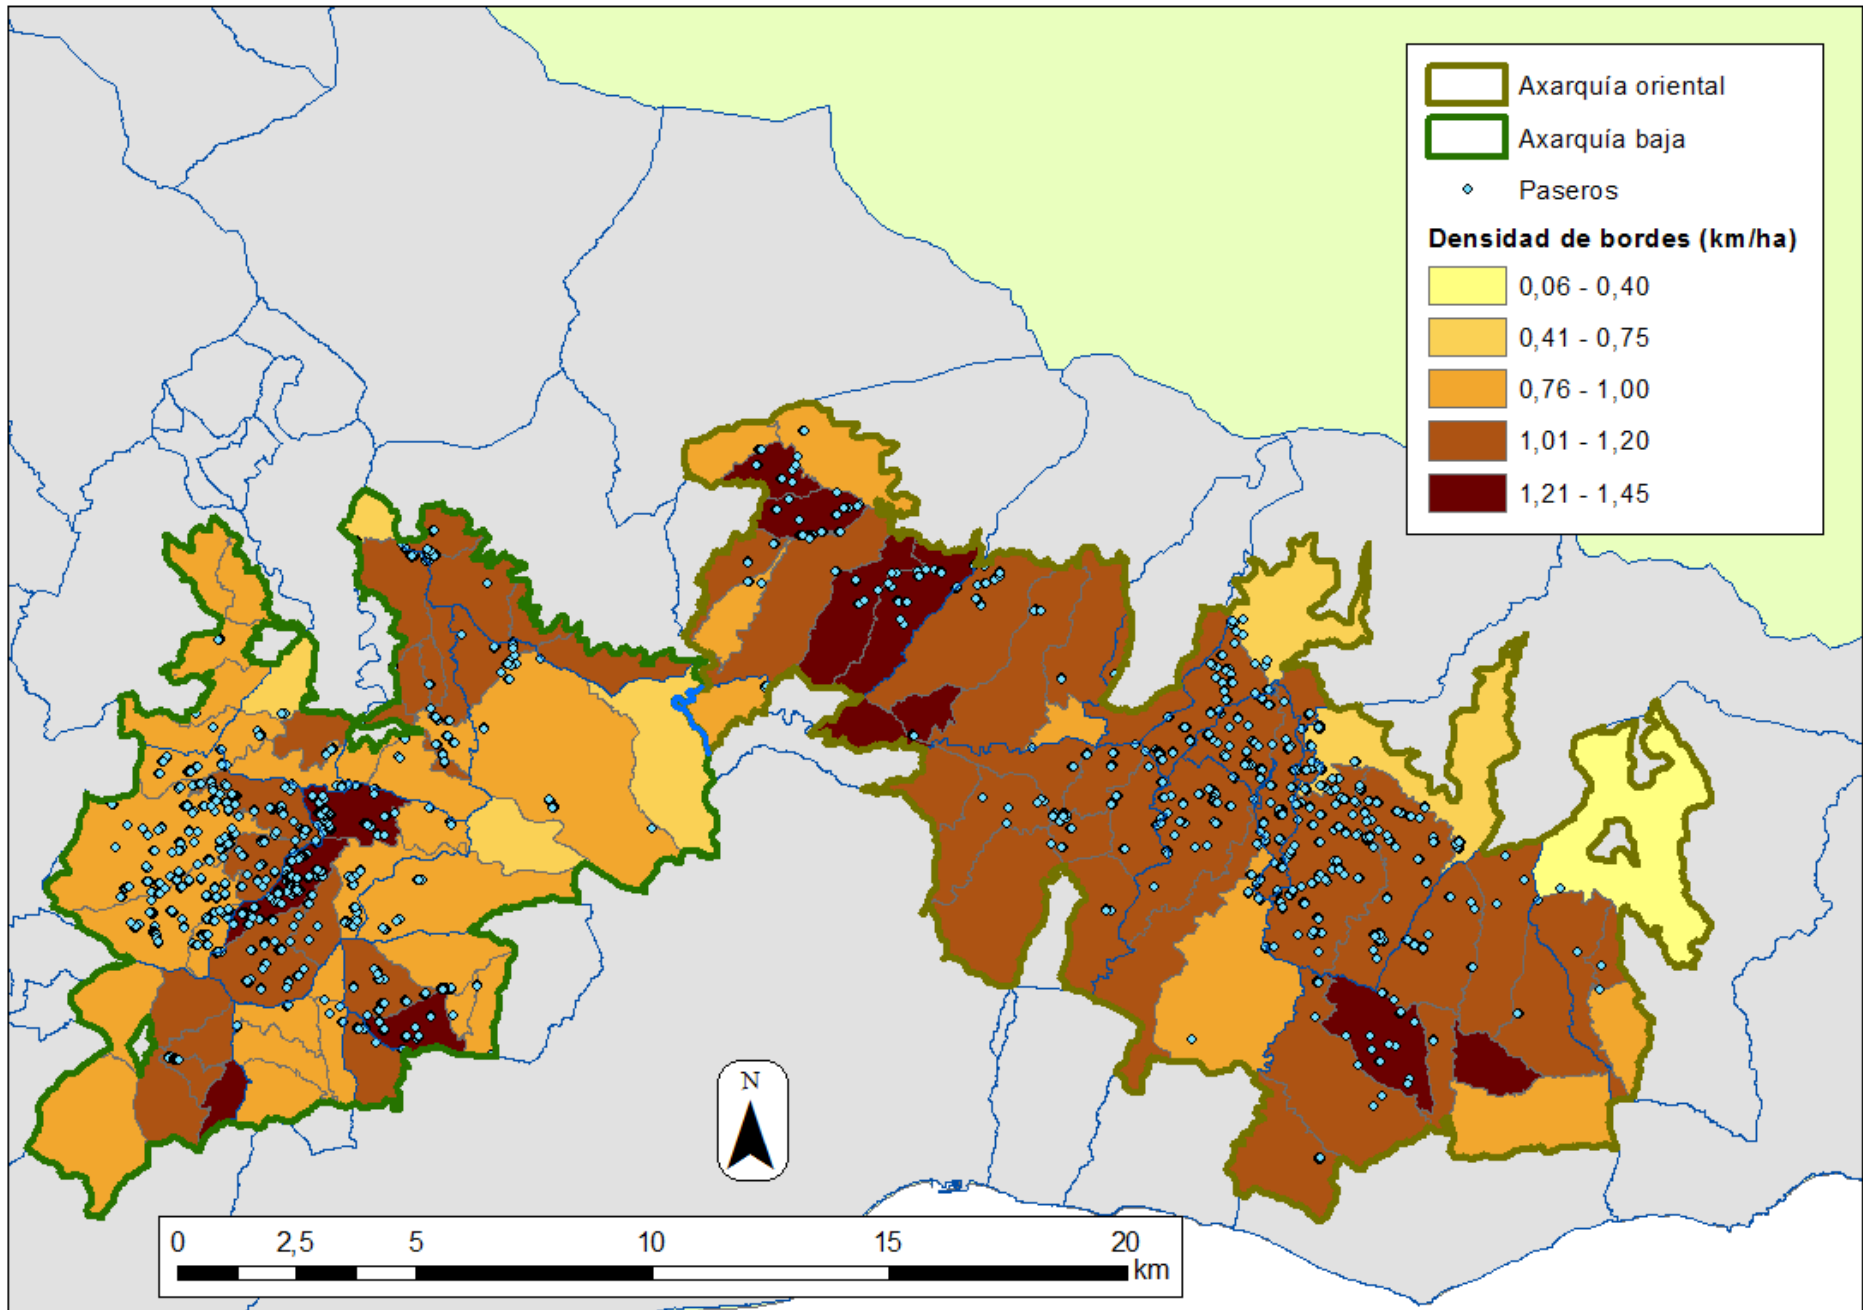 Axarquía oriental
Axarquía baja
Paseros
Densidad de bordes (km/ha)
0,06 - 0,40
0,41 - 0,75
0,76 - 1,00
1,01 - 1,20
1,21 - 1,45
N
0 2,5 5 10 15 20
km